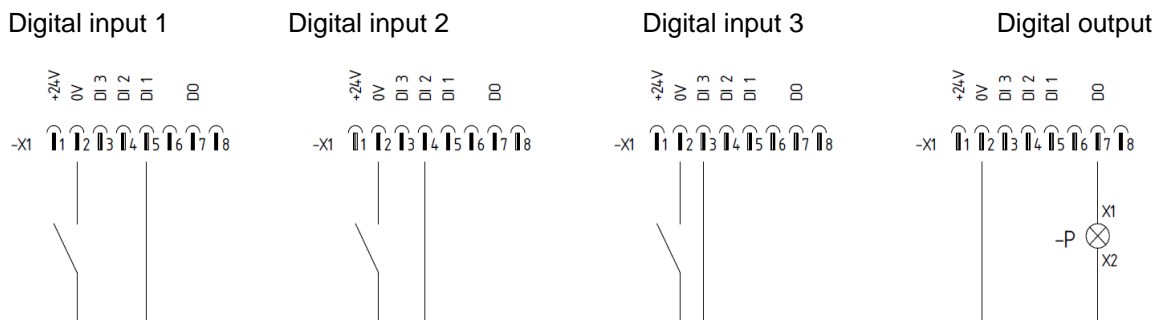 Digital input 1 Digital input 2 Digital input 3 Digital output
+24V 0V DI 3 DI 2 DI 1 DO +24V 0V DI 3 DI 2 DI 1 DO +24V 0V DI 3 DI 2 DI 1 DO +24V 0V DI 3 DI 2 DI 1 DO
-X1 1 2 3 4 5 6 7 8 -X1 1 2 3 4 5 6 7 8 -X1 1 2 3 4 5 6 7 8 -X1 1 2 3 4 5 6 7 8
X1
-P
X2